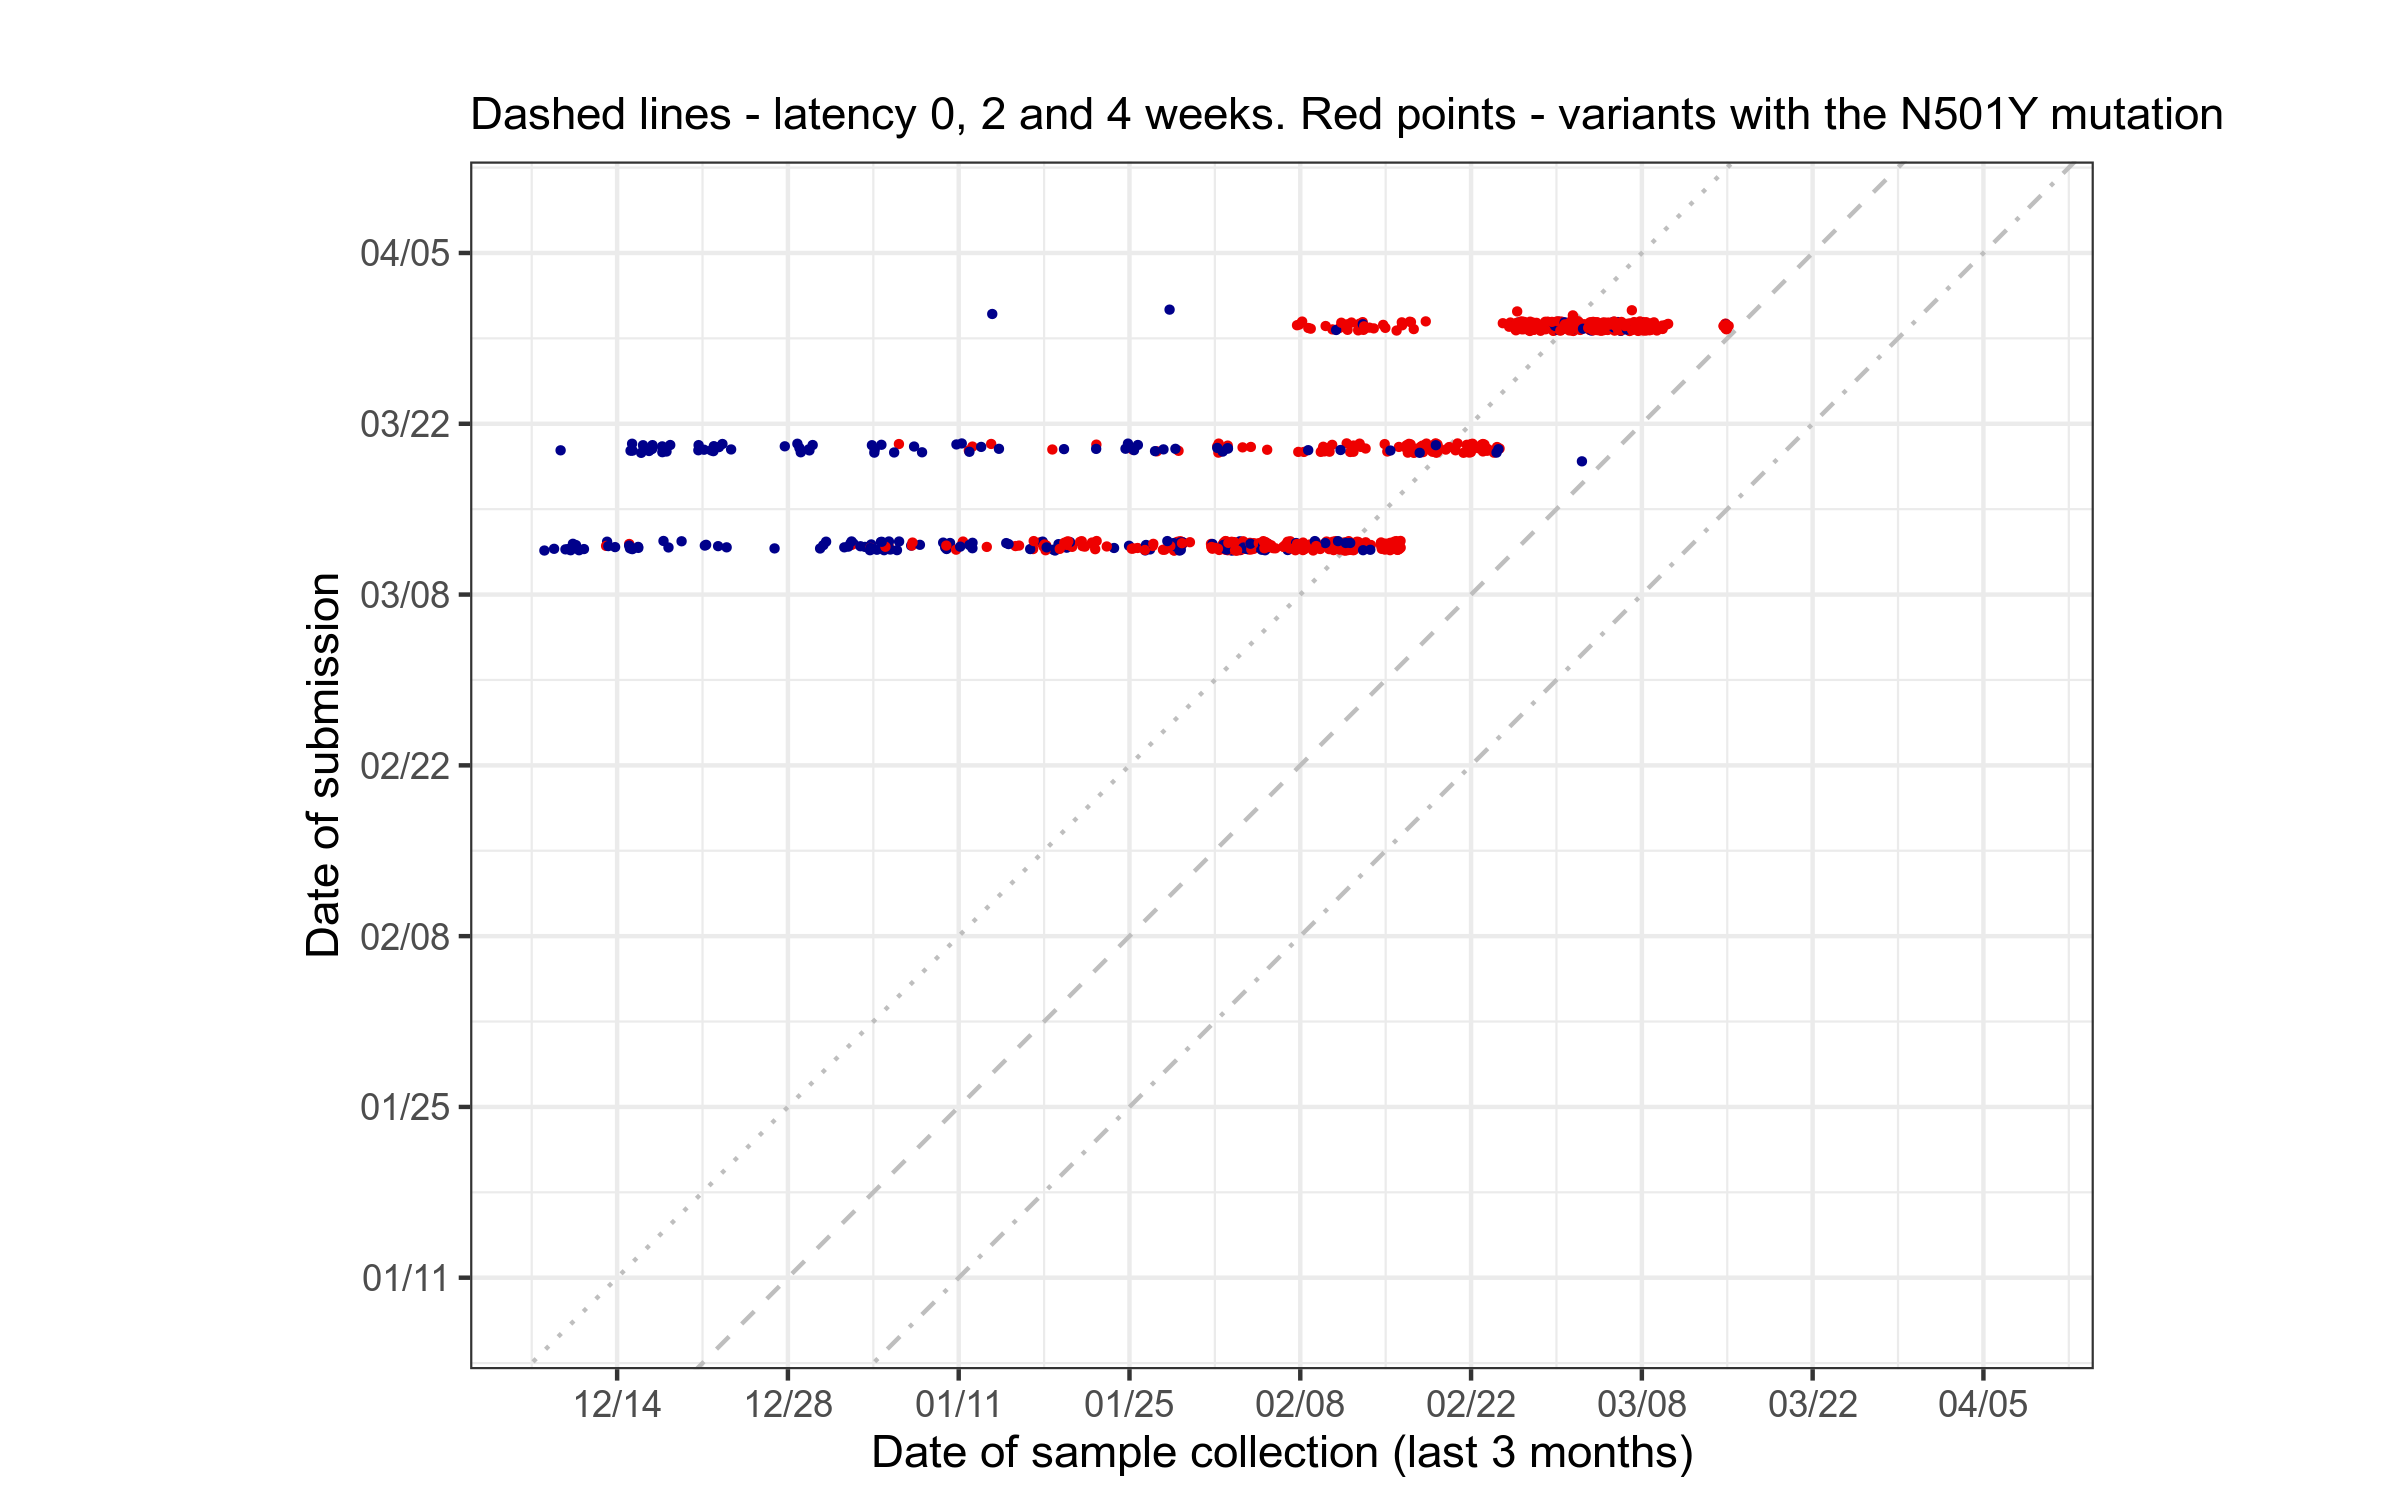 Dashed lines - latency 0, 2 and 4 weeks. Red points - variants with the N501Y mutation
Date of submission
04/05
03/22
03/08
02/22
02/08
01/25
01/11
12/14 12/28 01/11 01/25 02/08 02/22 03/08 03/22 04/05
Date of sample collection (last 3 months)